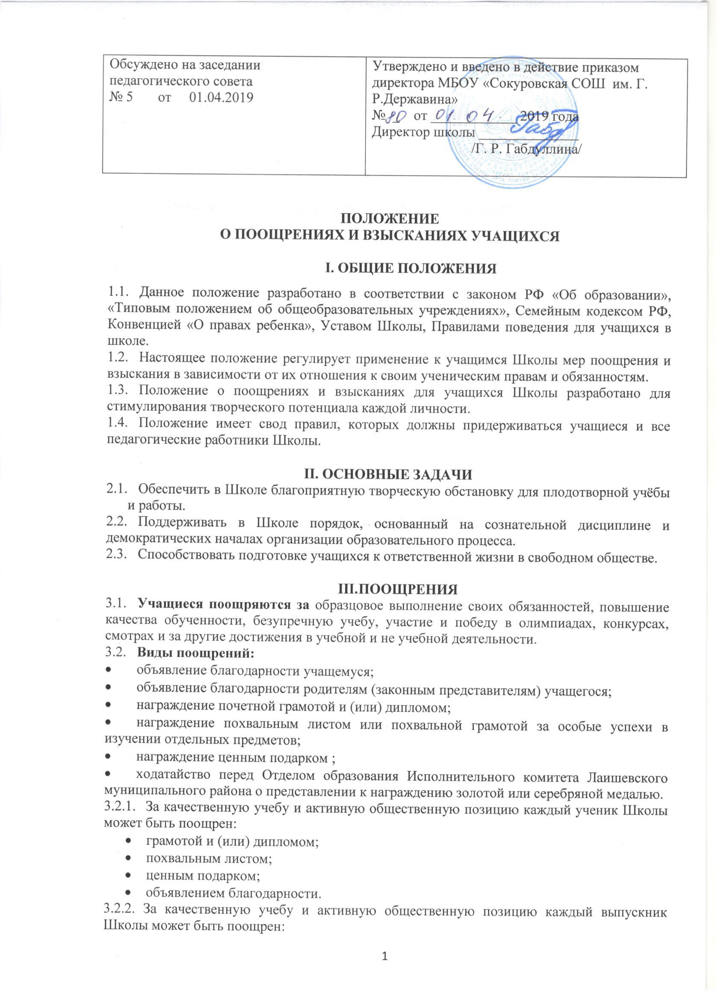 Обсуждено на заседании
педагогического совета
№ 5 от 01.04.2019
Утверждено и введено в действие приказом
директора МБОУ «Сокуровская СОШ им. Г.
Р.Державина»
№ 80 от 01. 04. 2019 года
Директор школы
/Г. Р. Габдуллина/
ПОЛОЖЕНИЕ
О ПООЩРЕНИЯХ И ВЗЫСКАНИЯХ УЧАЩИХСЯ
I. ОБЩИЕ ПОЛОЖЕНИЯ
1.1. Данное положение разработано в соответствии с законом РФ «Об образовании»,
«Типовым положением об общеобразовательных учреждениях», Семейным кодексом РФ,
Конвенцией «О правах ребенка», Уставом Школы, Правилами поведения для учащихся в
школе.
1.2. Настоящее положение регулирует применение к учащимся Школы мер поощрения и
взыскания в зависимости от их отношения к своим ученическим правам и обязанностям.
1.3. Положение о поощрениях и взысканиях для учащихся Школы разработано для
стимулирования творческого потенциала каждой личности.
1.4. Положение имеет свод правил, которых должны придерживаться учащиеся и все
педагогические работники Школы.
II. ОСНОВНЫЕ ЗАДАЧИ
2.1. Обеспечить в Школе благоприятную творческую обстановку для плодотворной учёбы
и работы.
2.2. Поддерживать в Школе порядок, основанный на сознательной дисциплине и
демократических началах организации образовательного процесса.
2.3. Способствовать подготовке учащихся к ответственной жизни в свободном обществе.
III.ПООЩРЕНИЯ
3.1. Учащиеся поощряются за образцовое выполнение своих обязанностей, повышение
качества обученности, безупречную учебу, участие и победу в олимпиадах, конкурсах,
смотрах и за другие достижения в учебной и не учебной деятельности.
3.2. Виды поощрений:
• объявление благодарности учащемуся;
• объявление благодарности родителям (законным представителям) учащегося;
• награждение почетной грамотой и (или) дипломом;
• награждение похвальным листом или похвальной грамотой за особые успехи в
изучении отдельных предметов;
• награждение ценным подарком ;
• ходатайство перед Отделом образования Исполнительного комитета Лаишевского
муниципального района о представлении к награждению золотой или серебряной медалью.
3.2.1. За качественную учебу и активную общественную позицию каждый ученик Школы
может быть поощрен:
• грамотой и (или) дипломом;
• похвальным листом;
• ценным подарком;
• объявлением благодарности.
3.2.2. За качественную учебу и активную общественную позицию каждый выпускник
Школы может быть поощрен:
1